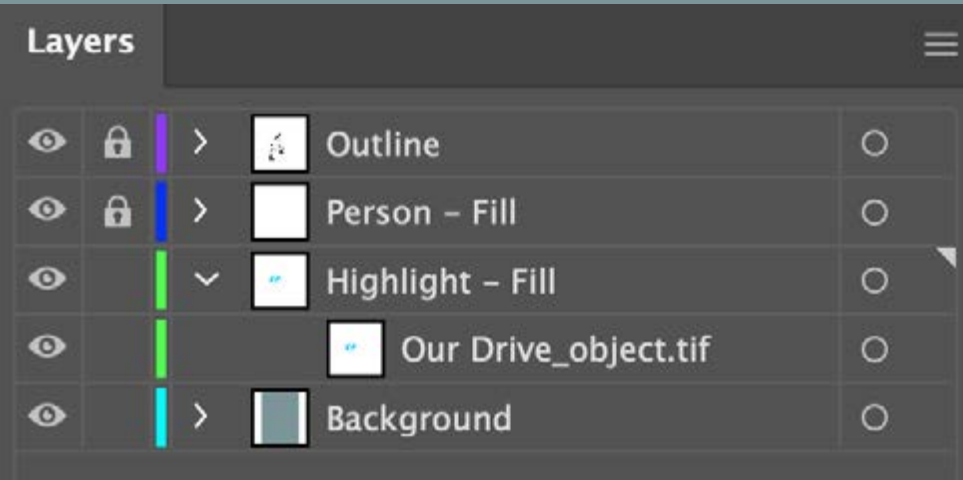 Layers
Outline
Person – Fill
Highlight – Fill
Our Drive_object.tif
Background